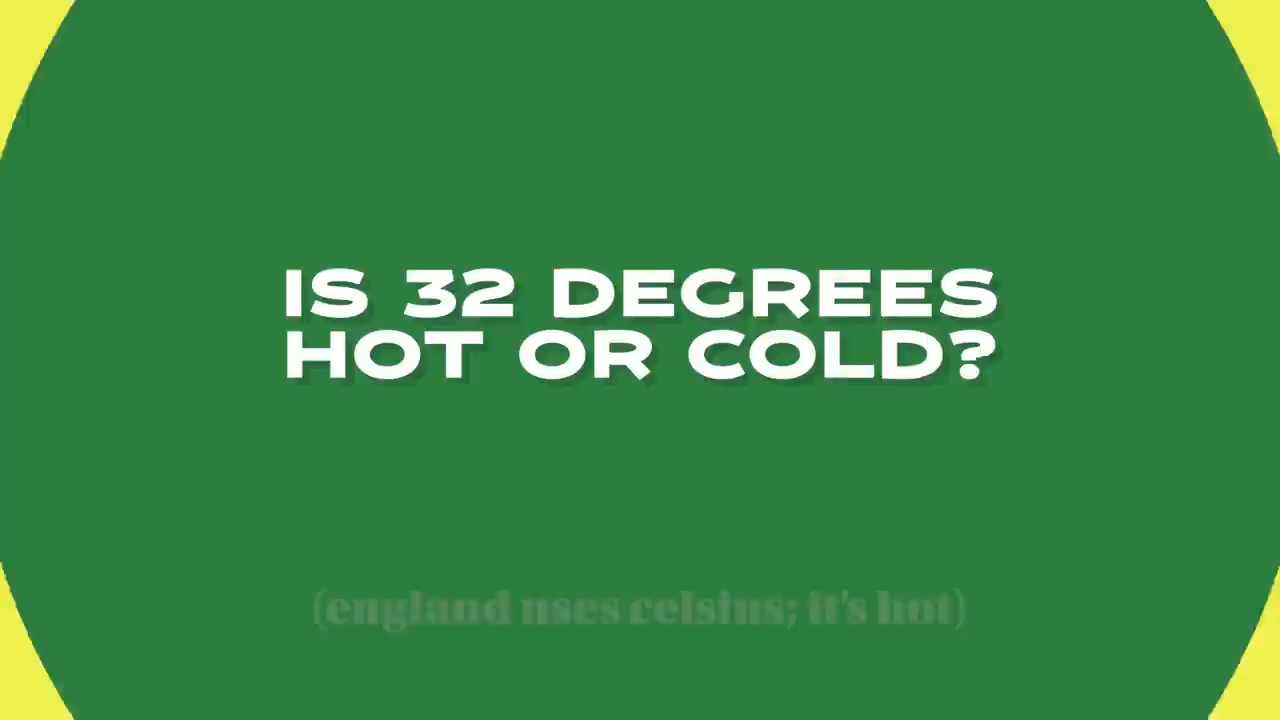 IS 32 DEGREES
HOT OR COLD?
(england uses celsius; it's hot)